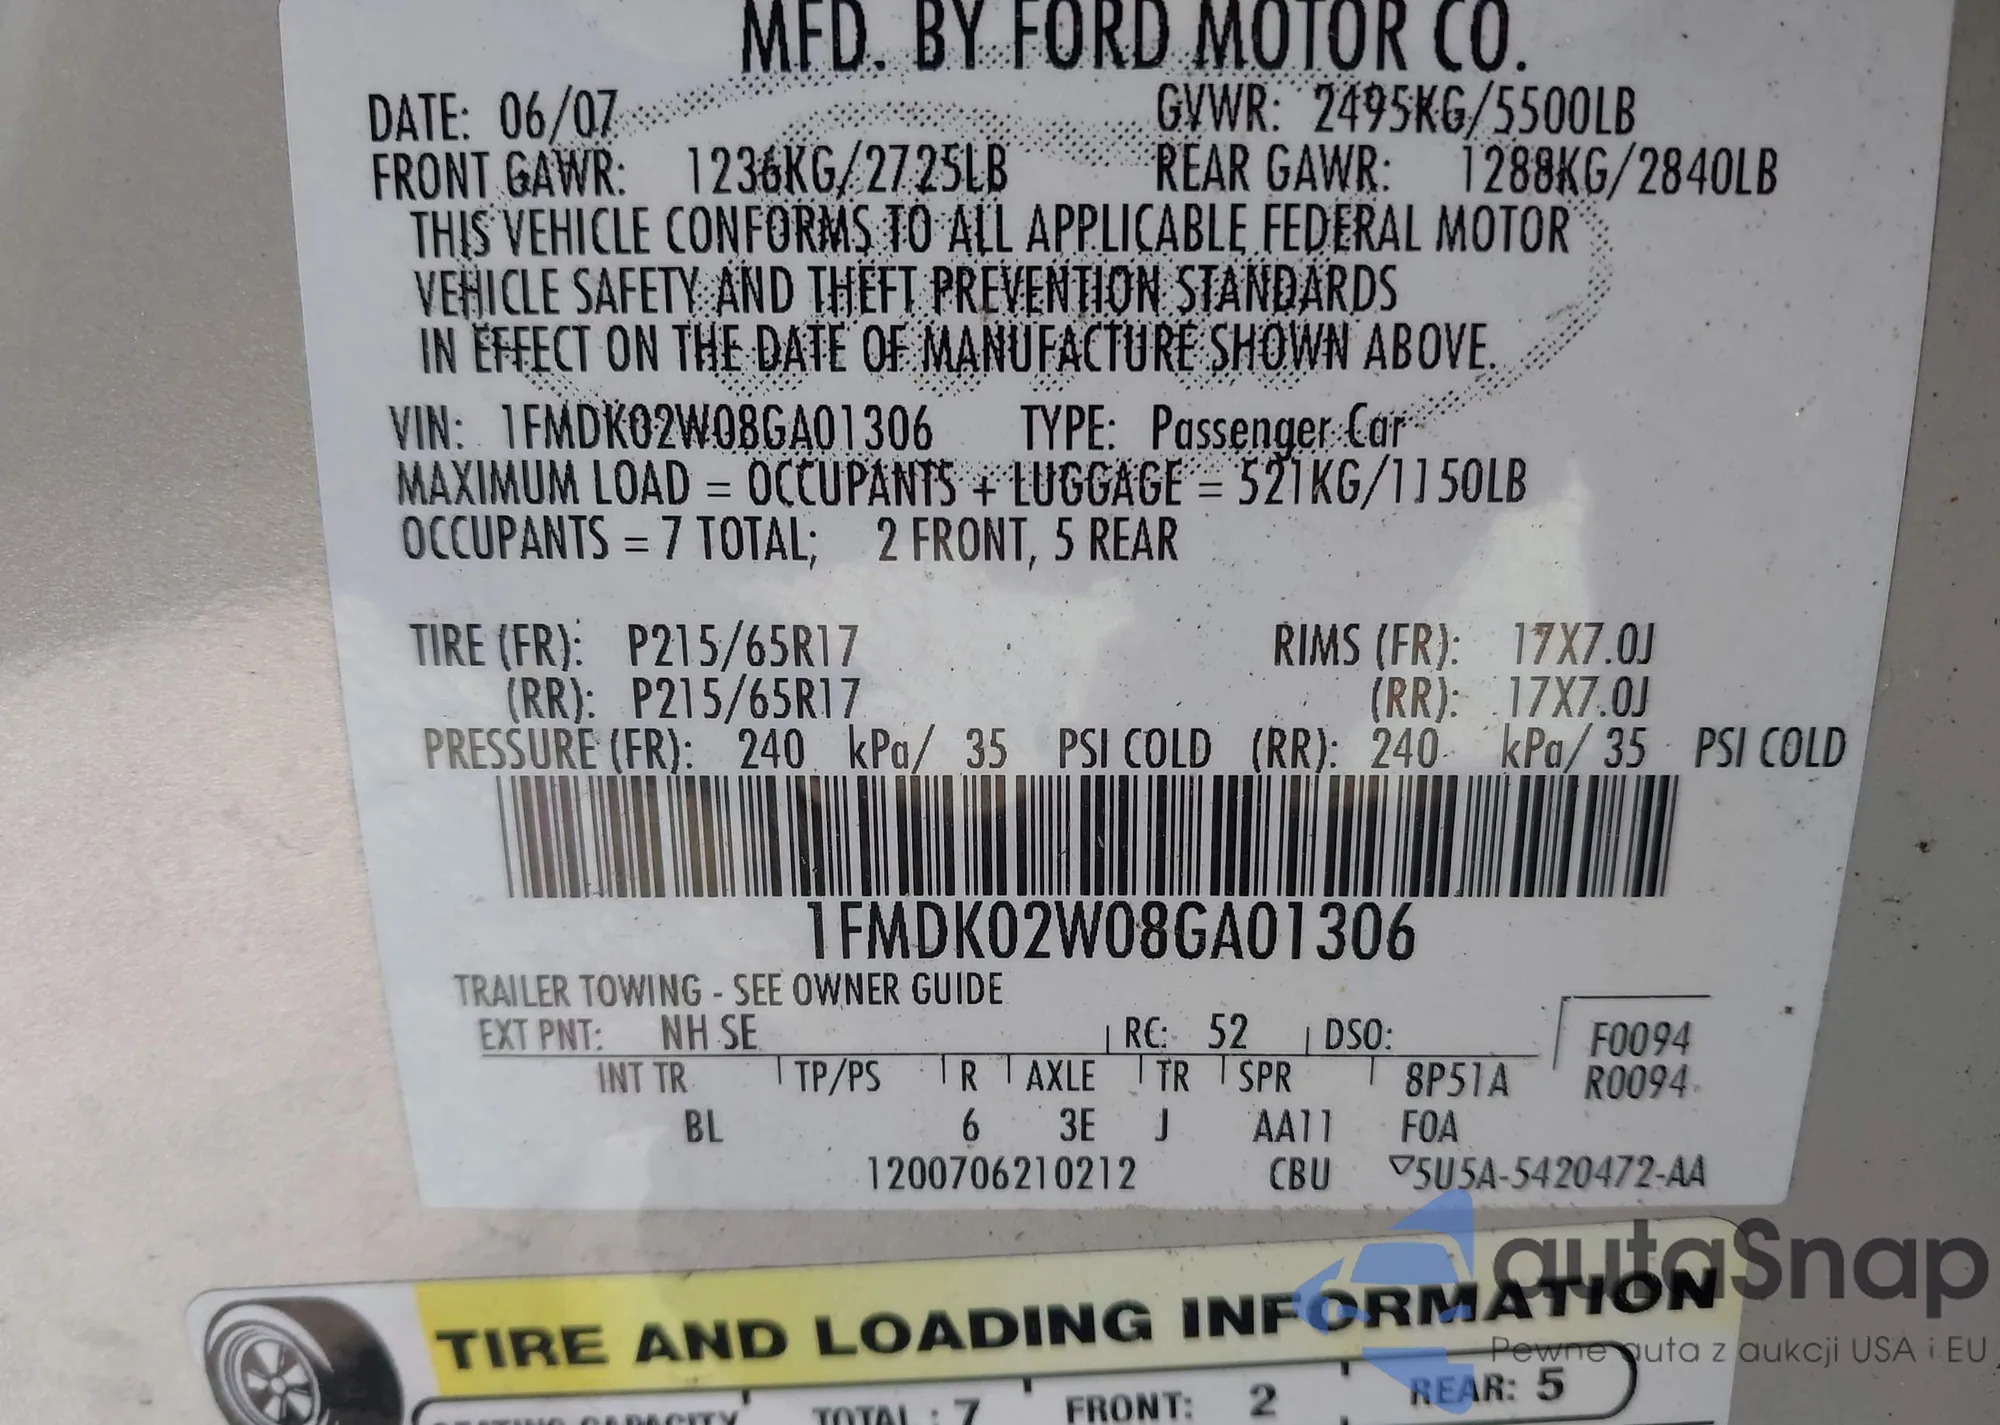 MFD. BY FORD MOTOR CO.
DATE: 06/07 GVWR: 2495KG/5500LB
FRONT GAWR: 1236KG/2725LB REAR GAWR: 1288KG/2840LB
THIS VEHICLE CONFORMS TO ALL APPLICABLE FEDERAL MOTOR
VEHICLE SAFETY AND THEFT PREVENTION STANDARDS
IN EFFECT ON THE DATE OF MANUFACTURE SHOWN ABOVE.
VIN: 1FMDK02W08GA01306 TYPE: Passenger Car
MAXIMUM LOAD = OCCUPANTS + LUGGAGE = 521KG/1150LB
OCCUPANTS = 7 TOTAL; 2 FRONT, 5 REAR
TIRE (FR): P215/65R17 RIMS (FR): 17X7.0J
(RR): P215/65R17 (RR): 17X7.0J
PRESSURE (FR): 240 kPa/ 35 PSI COLD (RR): 240 kPa/ 35 PSI COLD
1FMDK02W08GA01306
TRAILER TOWING - SEE OWNER GUIDE
EXT PNT: NH SE RC: 52 DSO: F0094
INT TR TP/PS R AXLE TR SPR 8P51A R0094
BL 6 3E J AA11 F0A
1200706210212 CBU ▽5U5A-5420472-AA
TIRE AND LOADING INFORMATION
SEATING CAPACITY TOTAL : 7 FRONT: 2 REAR: 5
autaSnap
Pewne auta z aukcji USA i EU